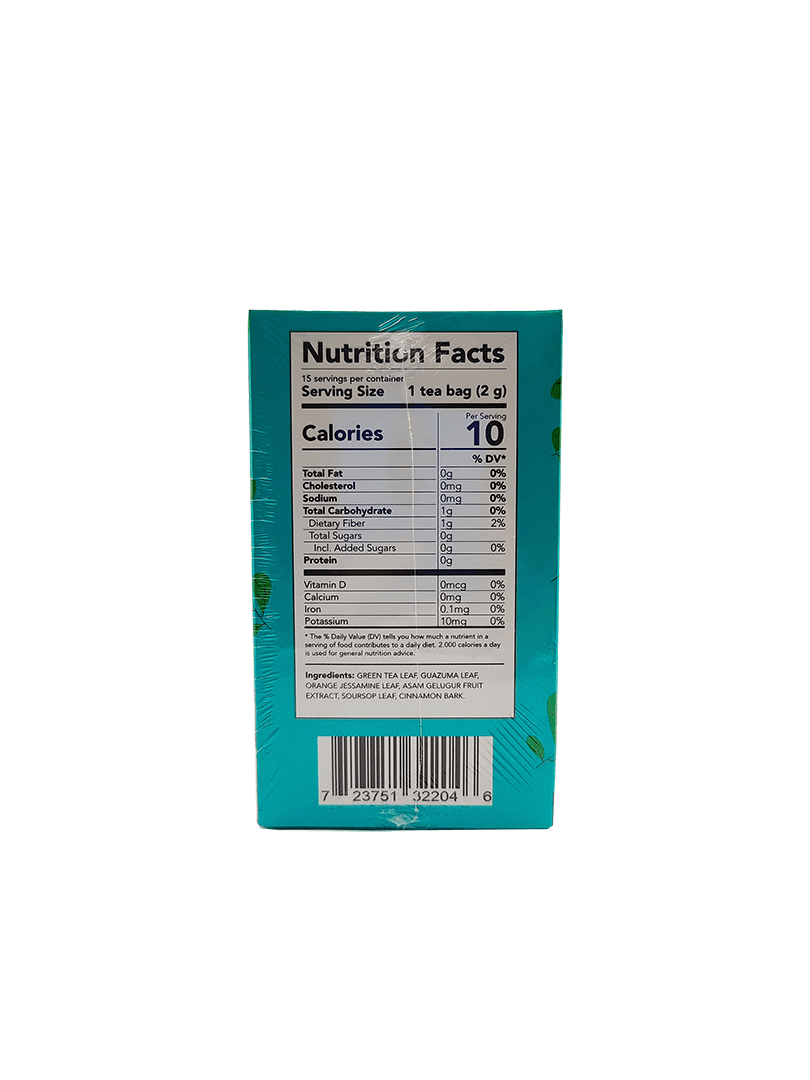 Nutrition Facts
15 servings per container
Serving Size 1 tea bag (2 g)
Per Serving
Calories 10
% DV*
Total Fat 0g 0%
Cholesterol 0mg 0%
Sodium 0mg 0%
Total Carbohydrate 1g 0%
Dietary Fiber 1g 2%
Total Sugars 0g
Incl. Added Sugars 0g 0%
Protein 0g
Vitamin D 0mcg 0%
Calcium 0mg 0%
Iron 0.1mg 0%
Potassium 10mg 0%
* The % Daily Value (DV) tells you how much a nutrient in a
serving of food contributes to a daily diet. 2.000 calories a day
is used for general nutrition advice.
Ingredients: GREEN TEA LEAF, GUAZUMA LEAF,
ORANGE JESSAMINE LEAF, ASAM GELUGUR FRUIT
EXTRACT, SOURSOP LEAF, CINNAMON BARK.
7 23751 32204 6